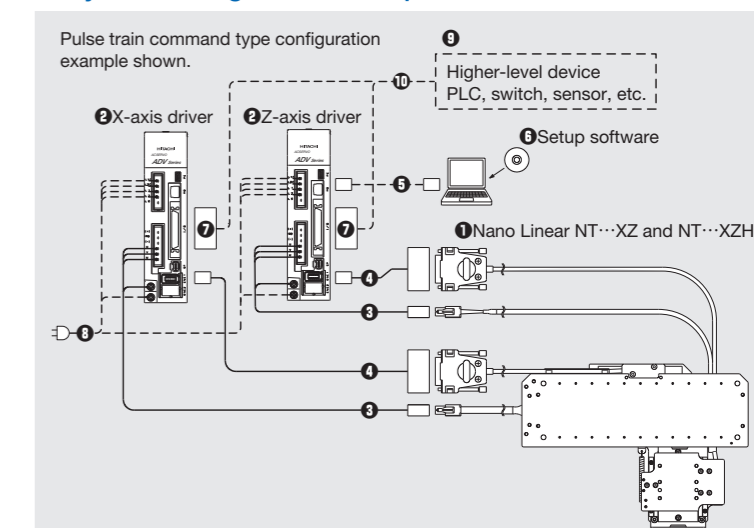 Pulse train command type configuration
example shown.
❾
Higher-level device
PLC, switch, sensor, etc.
❿
❷X-axis driver
❷Z-axis driver
HITACHI
ADV Series
HITACHI
ADV Series
❻Setup software
❺
❼
❼
❶Nano Linear NT⋯XZ and NT⋯XZH
❹
❸
❽
❹
❸